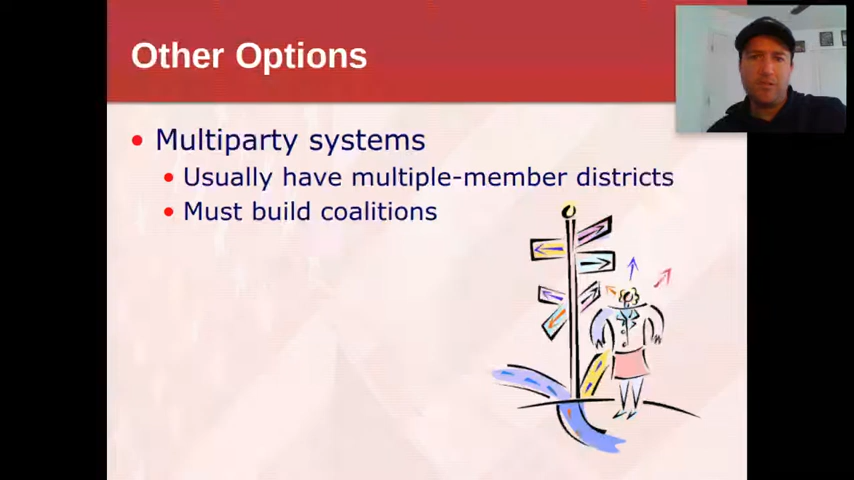 Other Options
Multiparty systems
Usually have multiple-member districts
Must build coalitions